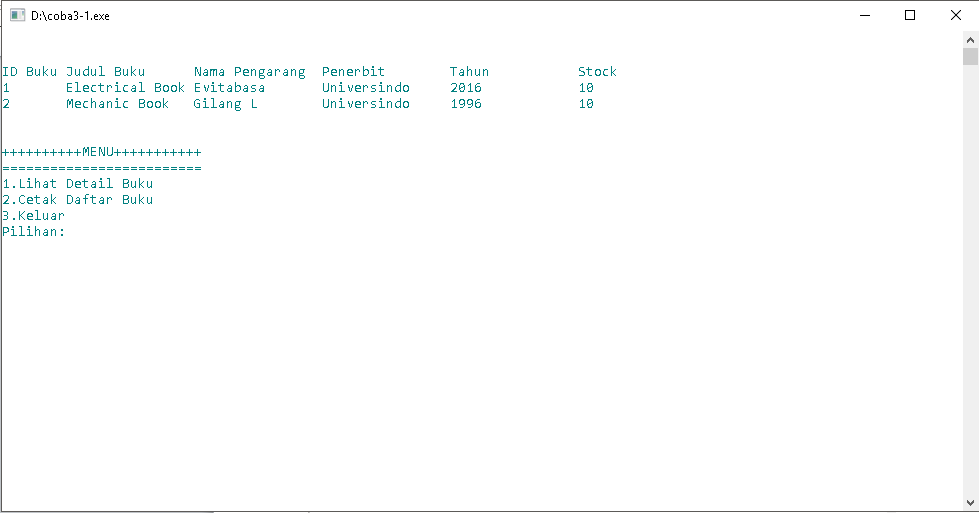 D:\coba3-1.exe
ID Buku Judul Buku      Nama Pengarang  Penerbit        Tahun           Stock
1       Electrical Book Evitabasa       Universindo     2016            10
2       Mechanic Book   Gilang L        Universindo     1996            10
++++++++++MENU+++++++++++
=========================
1.Lihat Detail Buku
2.Cetak Daftar Buku
3.Keluar
Pilihan: